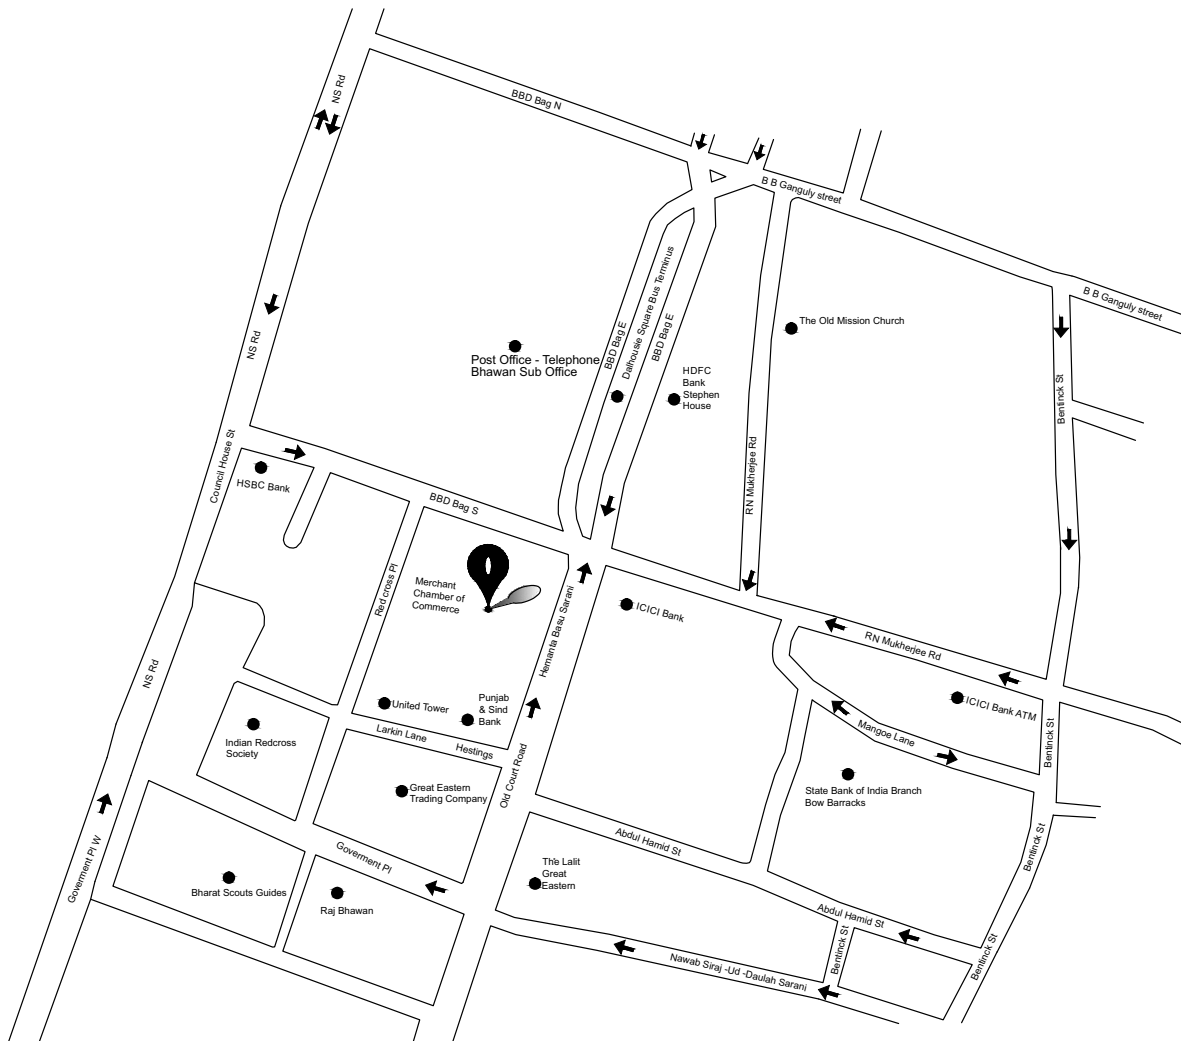 NS Rd
BBD Bag N
B B Ganguly street
B B Ganguly street
NS Rd
Post Office - Telephone
Bhawan Sub Office
BBD Bag E
Dalhousie Square Bus Terminus
BBD Bag E
The Old Mission Church
HDFC
Bank
Stephen
House
Bentinck St
Council House St
HSBC Bank
BBD Bag S
RN Mukherjee Rd
Red cross Pl
Merchant
Chamber of
Commerce
Hemanta Basu Sarani
ICICI Bank
RN Mukherjee Rd
NS Rd
United Tower
Punjab
& Sind
Bank
ICICI Bank ATM
Mangoe Lane
Bentinck St
Indian Redcross
Society
Larkin Lane
Hestings
Old Court Road
Great Eastern
Trading Company
State Bank of India Branch
Bow Barracks
Goverment Pl W
Goverment Pl
Abdul Hamid St
Bentinck St
The Lalit
Great
Eastern
Bharat Scouts Guides
Raj Bhawan
Abdul Hamid St
Bentinck St
Bentinck St
Nawab Siraj -Ud -Daulah Sarani